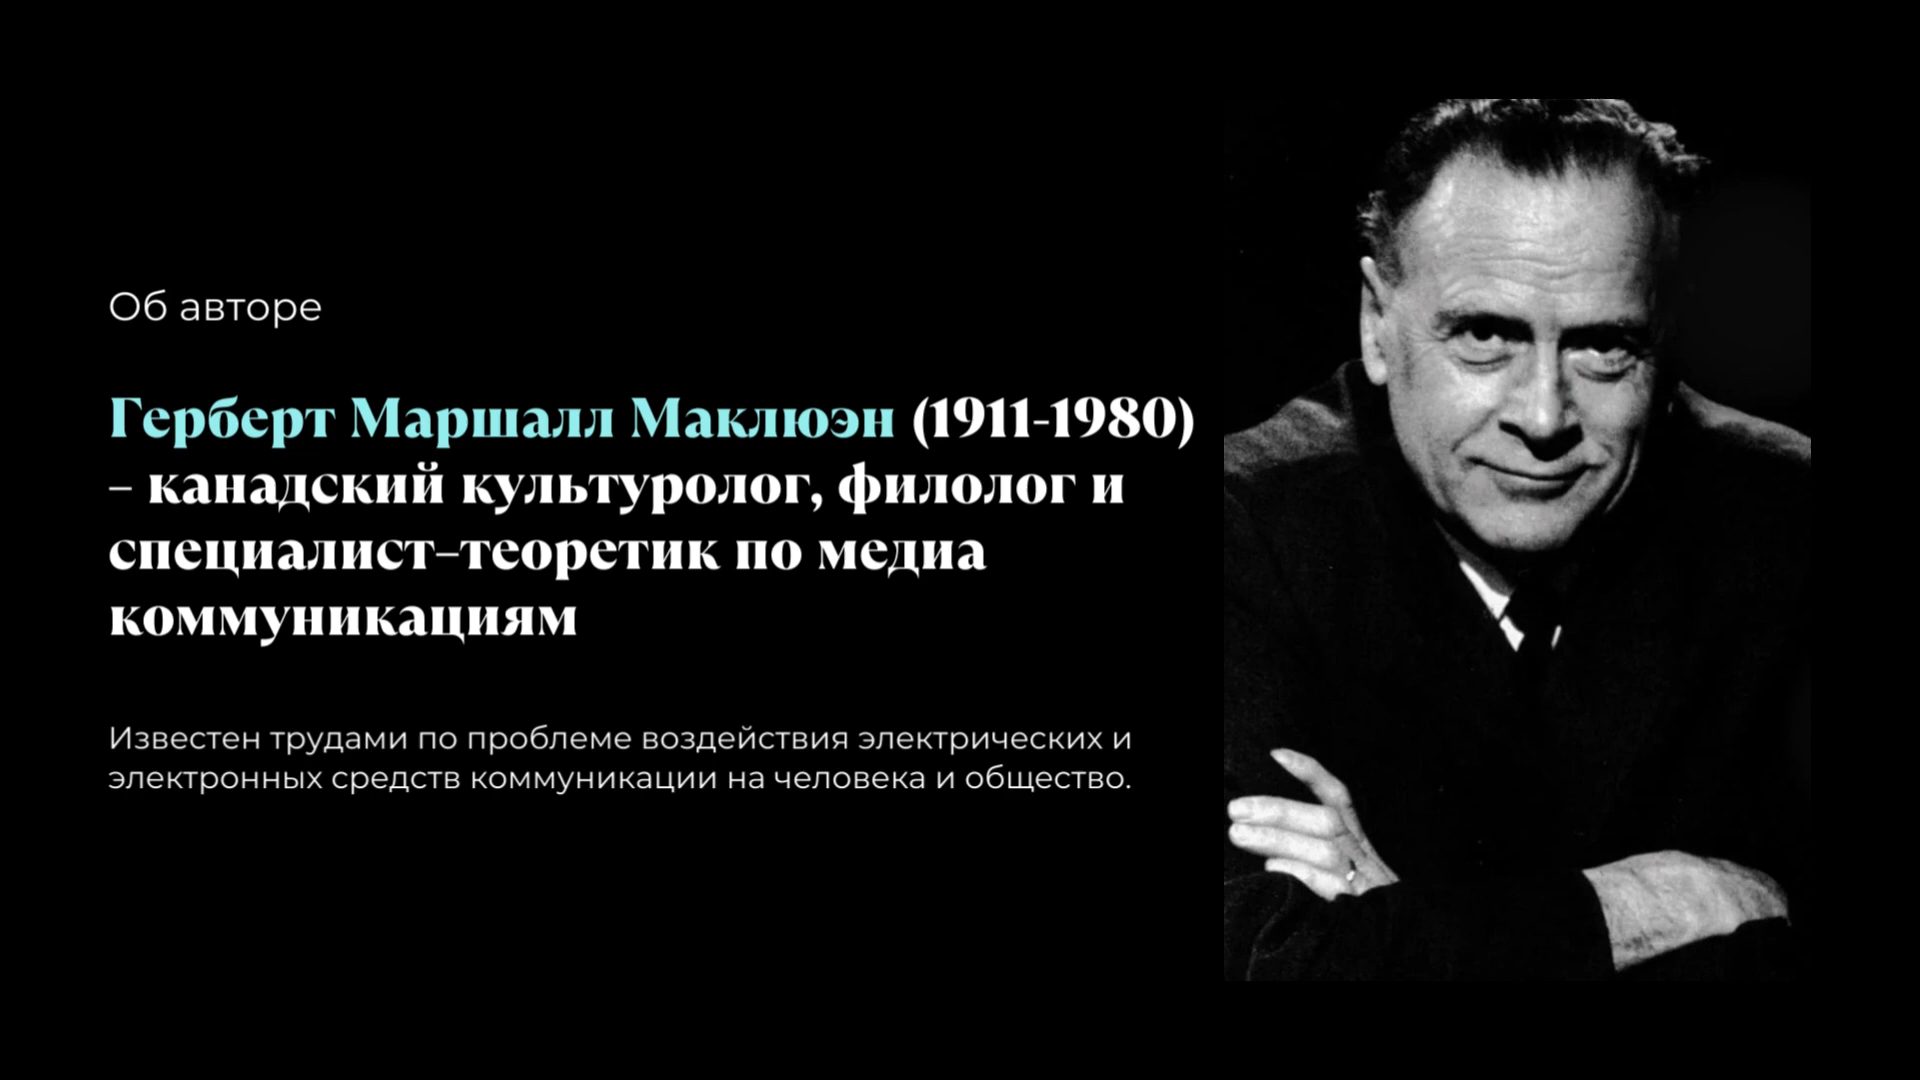 Об авторе
Герберт Маршалл Маклюэн (1911-1980)
– канадский культуролог, филолог и
специалист–теоретик по медиа
коммуникациям
Известен трудами по проблеме воздействия электрических и
электронных средств коммуникации на человека и общество.